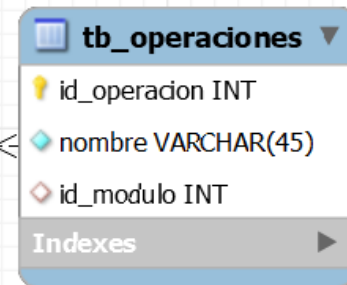 tb_operaciones
id_operacion INT
nombre VARCHAR(45)
id_modulo INT
Indexes